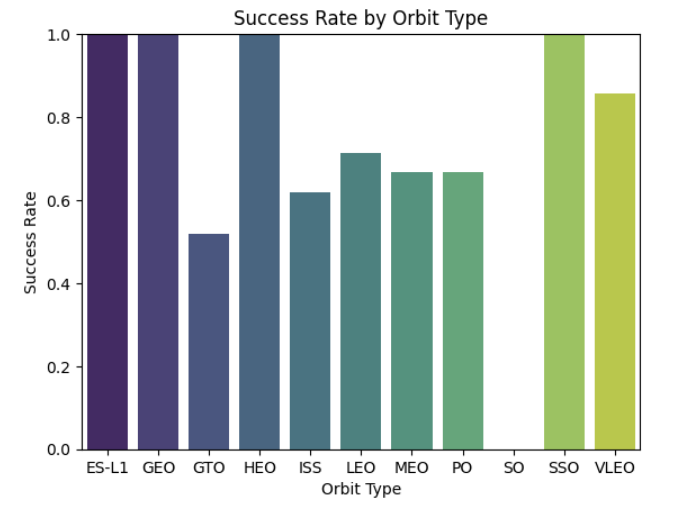 Success Rate by Orbit Type
1.0
0.8
0.6
0.4
0.2
0.0
Success Rate
ES-L1 GEO GTO HEO ISS LEO MEO PO SO SSO VLEO
Orbit Type